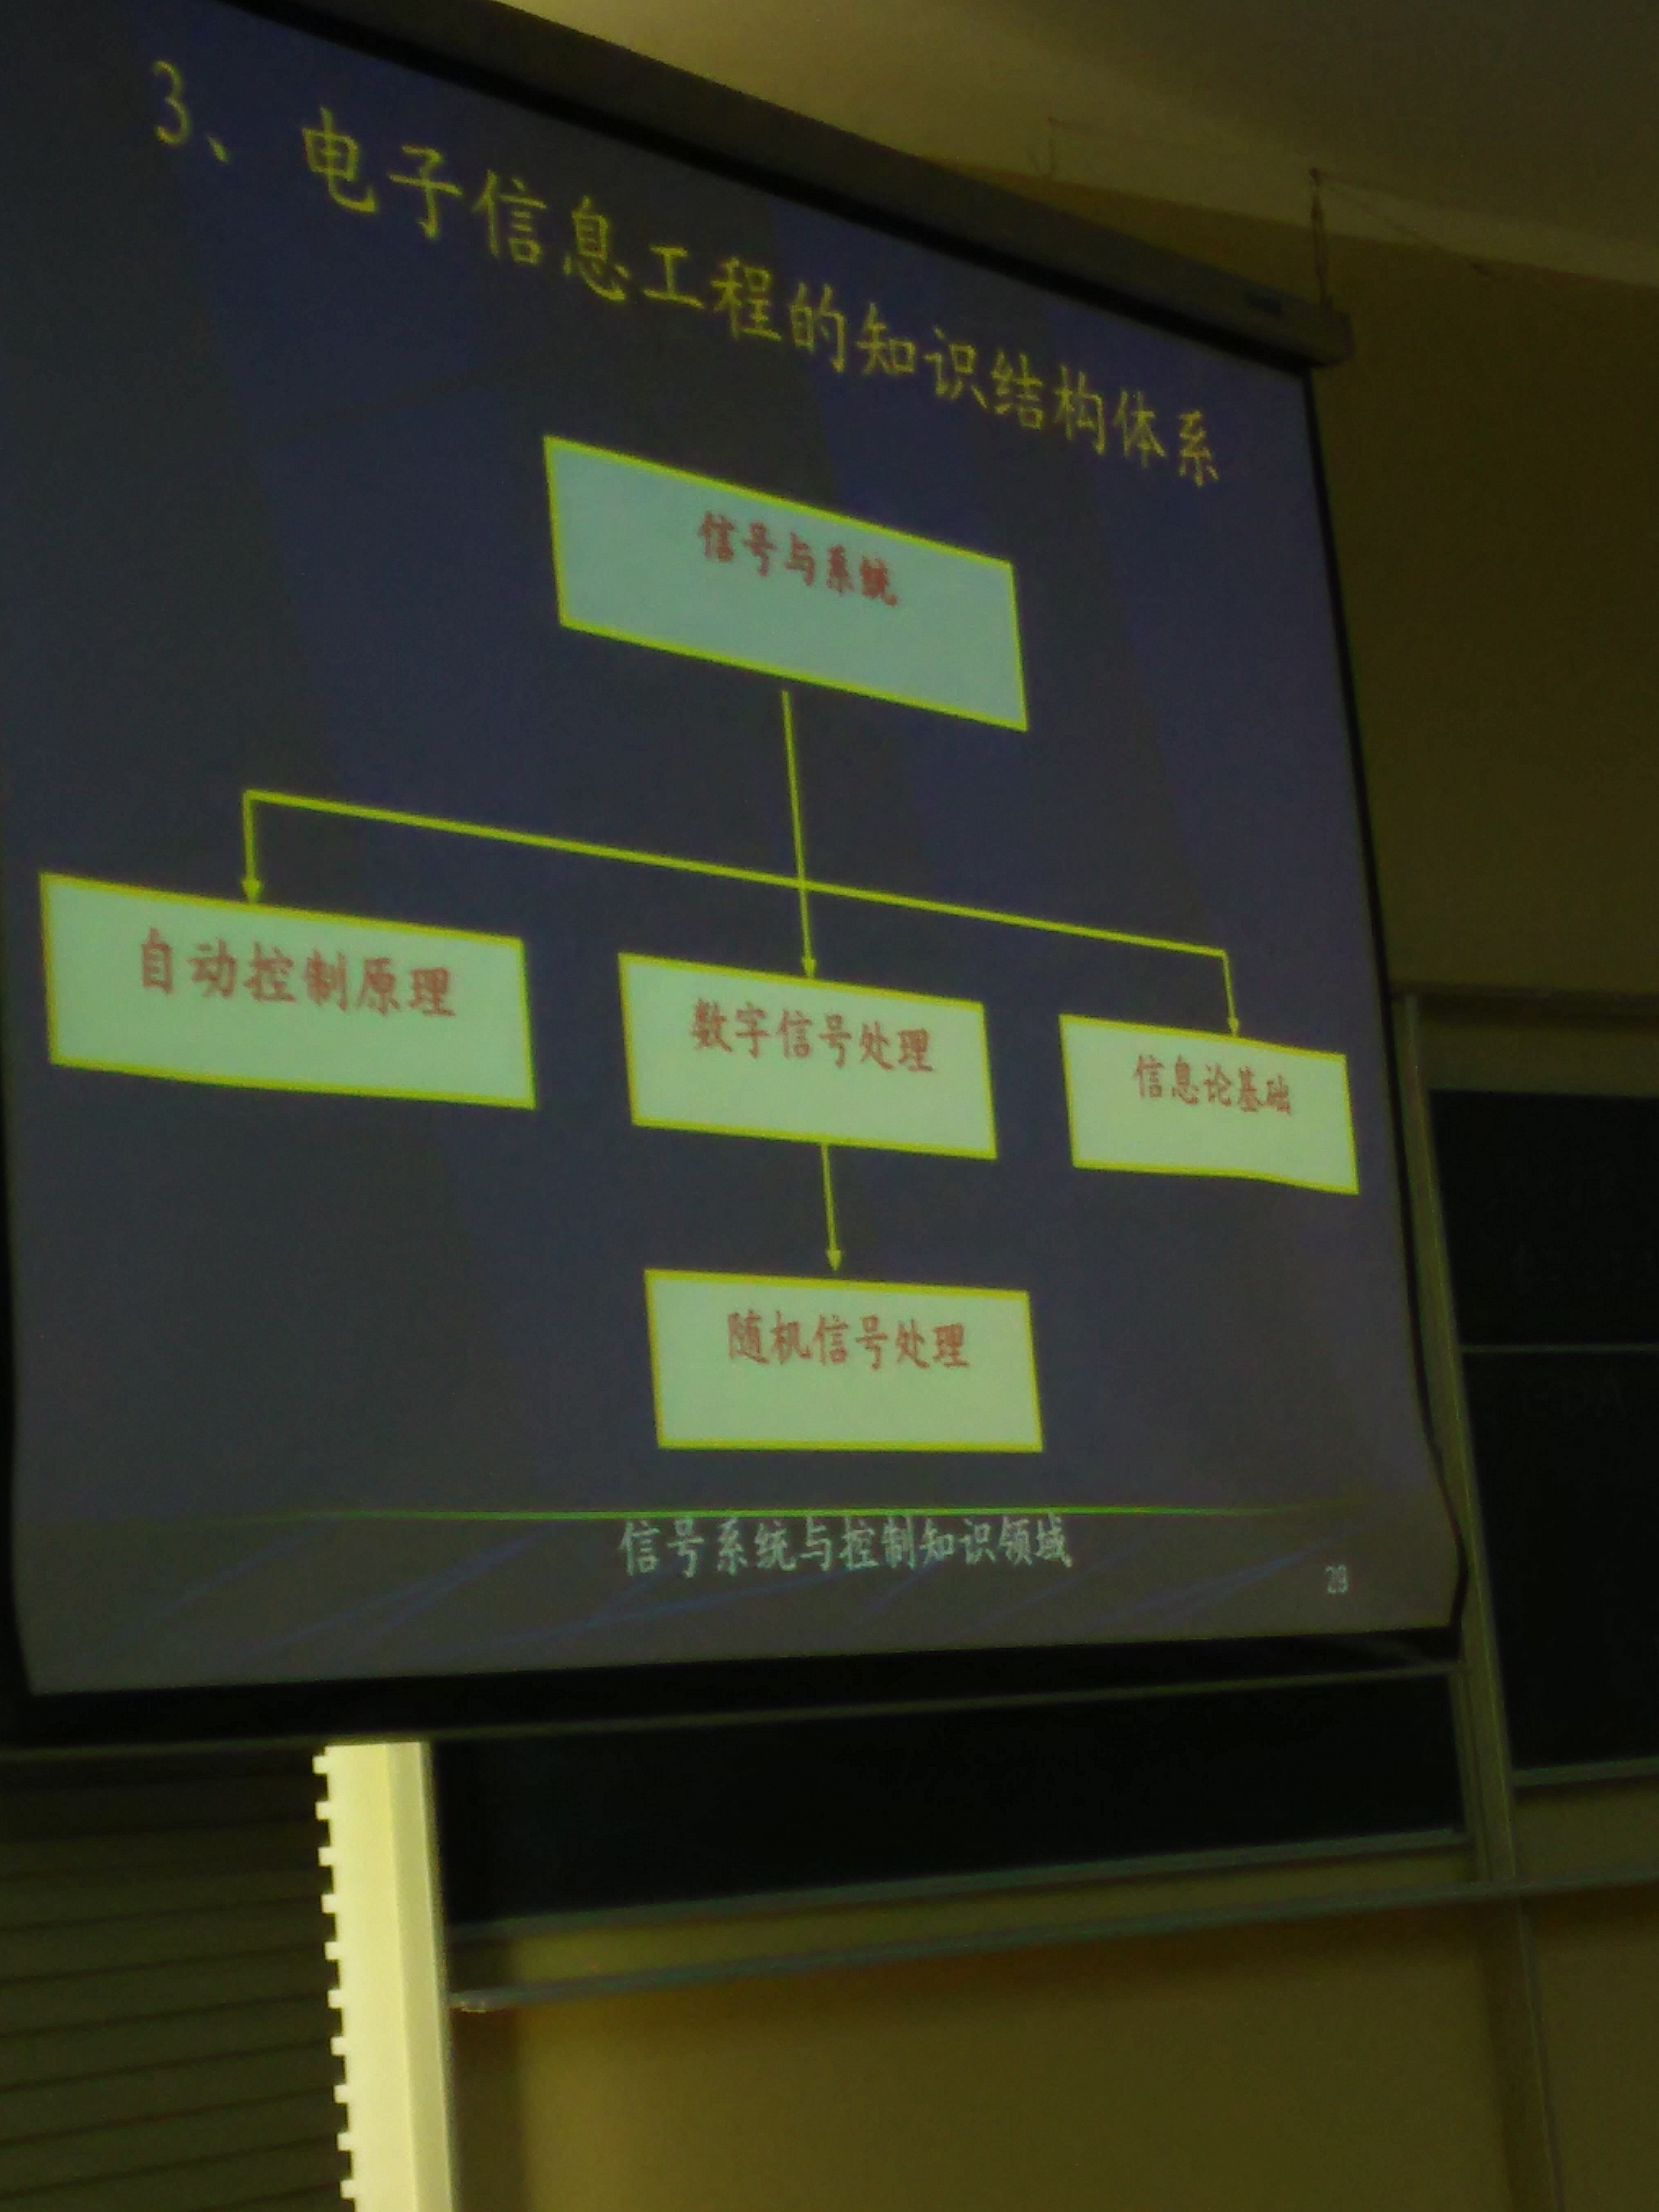 3、电子信息工程的知识结构体系
信号与系统
自动控制原理
数字信号处理
信息论基础
随机信号处理
信号系统与控制知识领域
29